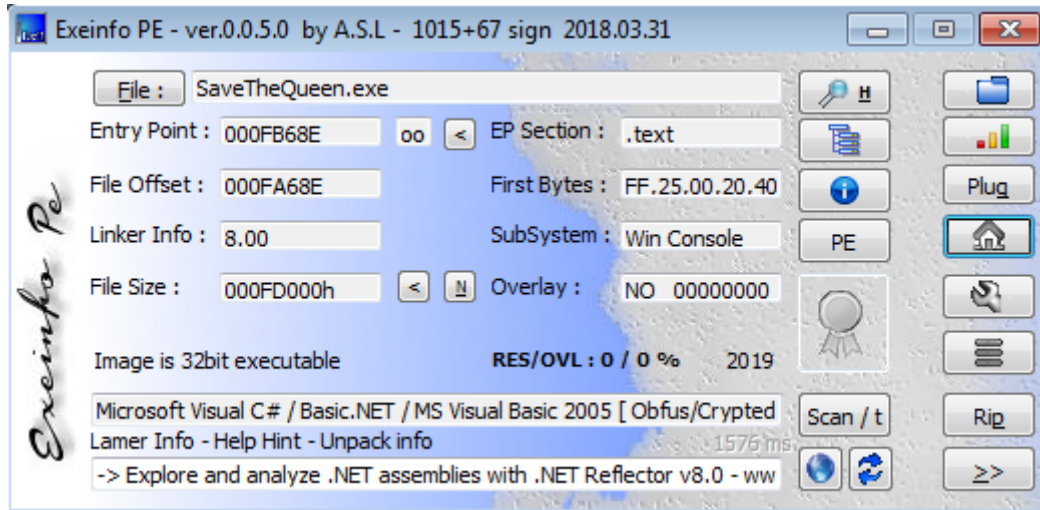 Exeinfo PE - ver.0.0.5.0 by A.S.L - 1015+67 sign 2018.03.31
File : SaveTheQueen.exe H
Entry Point : 000FB68E oo < EP Section : .text
File Offset : 000FA68E First Bytes : FF.25.00.20.40 Plug
Linker Info : 8.00 SubSystem : Win Console PE
File Size : 000FD000h < N Overlay : NO 00000000
Image is 32bit executable RES/OVL : 0 / 0 % 2019
Microsoft Visual C# / Basic.NET / MS Visual Basic 2005 [ Obfus/Crypted Scan / t Rip
Lamer Info - Help Hint - Unpack info 1576 ms.
-> Explore and analyze .NET assemblies with .NET Reflector v8.0 - ww >>
Exeinfo Pe